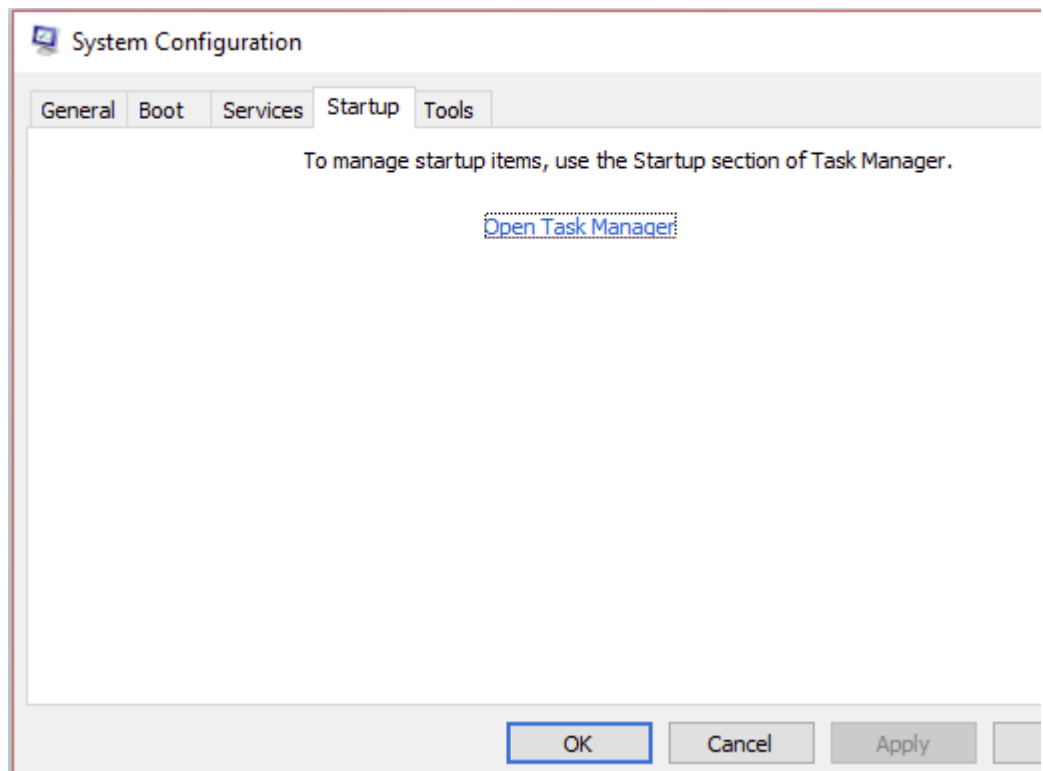 System Configuration
General Boot Services Startup Tools
To manage startup items, use the Startup section of Task Manager.
Open Task Manager
OK Cancel Apply